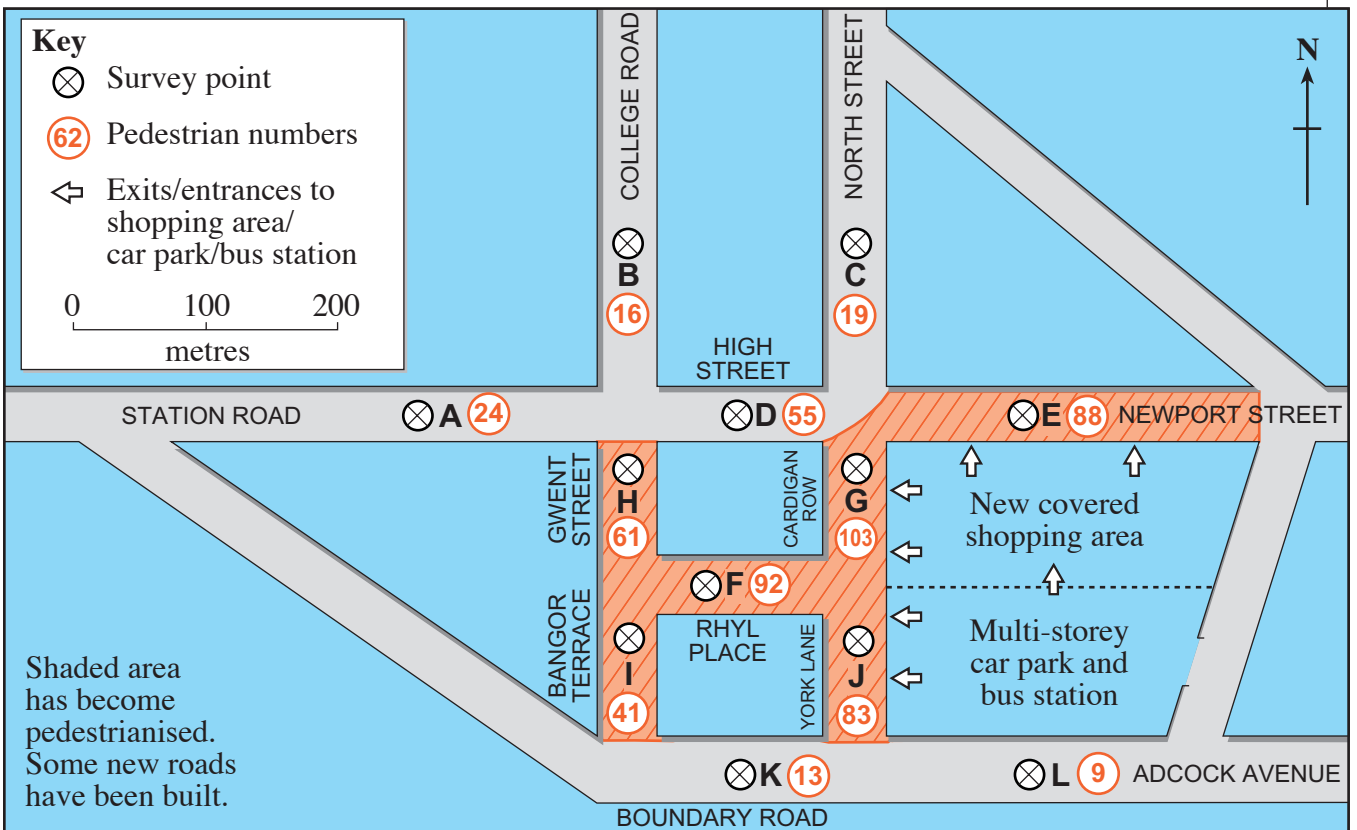 Key
Survey point
62 Pedestrian numbers
Exits/entrances to
shopping area/
car park/bus station
0 100 200
metres
N
COLLEGE ROAD
NORTH STREET
B
16
C
19
HIGH
STREET
STATION ROAD
A 24
D 55
E 88
NEWPORT STREET
GWENT
STREET
H
61
CARDIGAN
ROW
G
103
New covered
shopping area
F 92
BANGOR
TERRACE
I
41
RHYL
PLACE
YORK LANE
J
83
Multi-storey
car park and
bus station
Shaded area
has become
pedestrianised.
Some new roads
have been built.
K 13
L 9
ADCOCK AVENUE
BOUNDARY ROAD